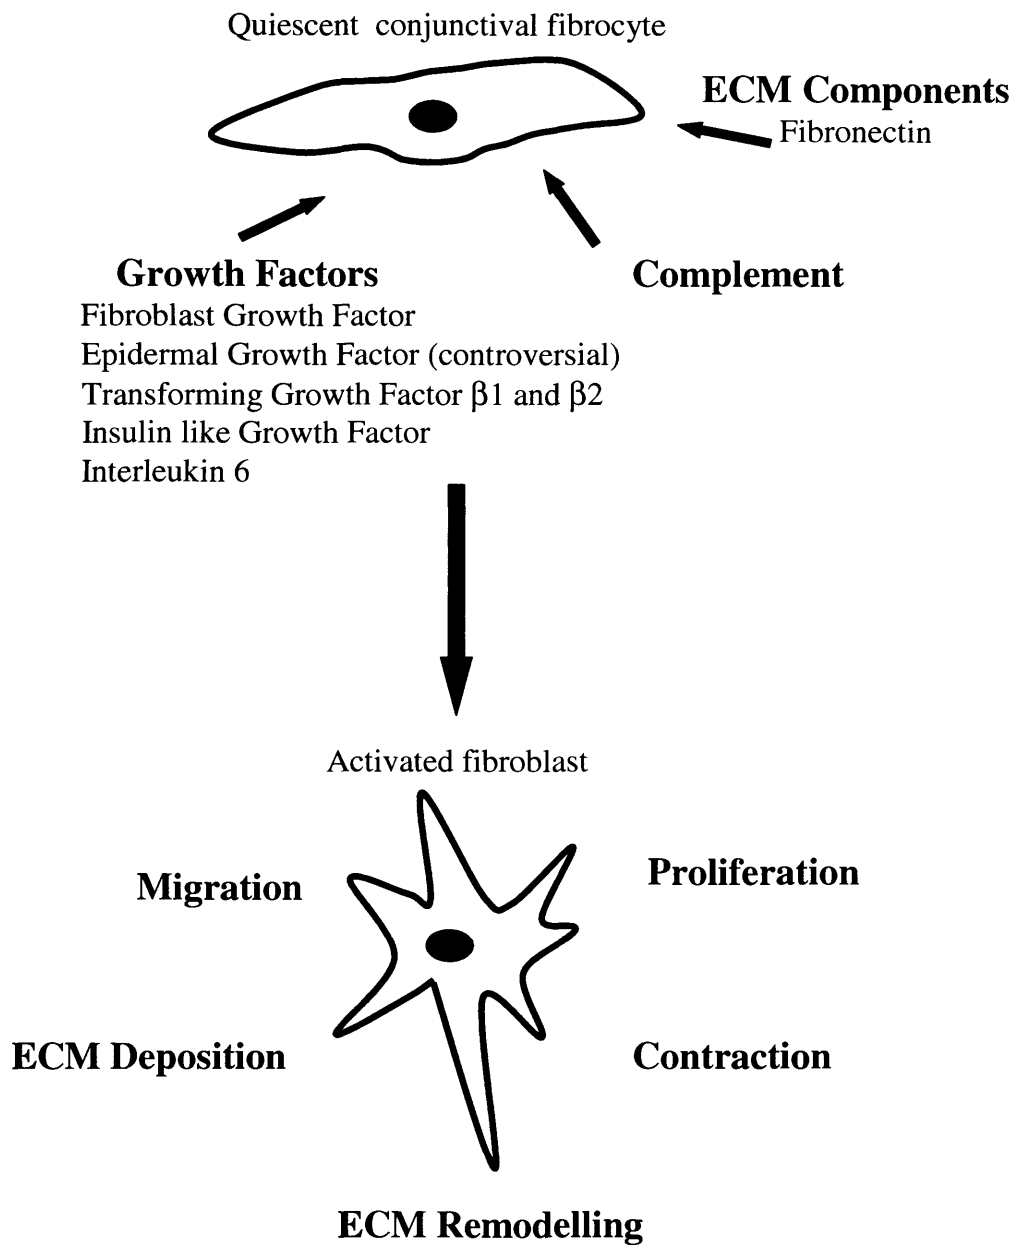 Quiescent conjunctival fibrocyte
ECM Components
Fibronectin
Growth Factors
Fibroblast Growth Factor
Epidermal Growth Factor (controversial)
Transforming Growth Factor β1 and β2
Insulin like Growth Factor
Interleukin 6
Complement
Activated fibroblast
Migration
Proliferation
ECM Deposition
Contraction
ECM Remodelling